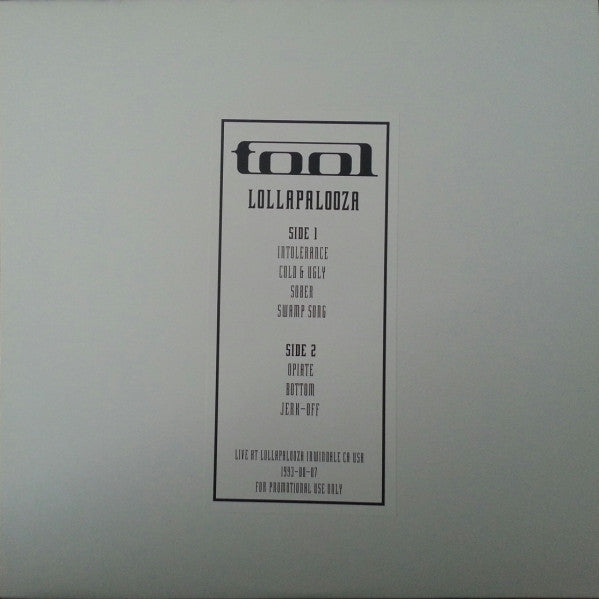 tool
LOLLAPALOOZA
SIDE 1
INTOLERANCE
COLD & UGLY
SOBER
SWAMP SONG
SIDE 2
OPIATE
BOTTOM
JERK-OFF
LIVE AT LOLLAPALOOZA IRWINDALE CA USA
1993-08-07
FOR PROMOTIONAL USE ONLY